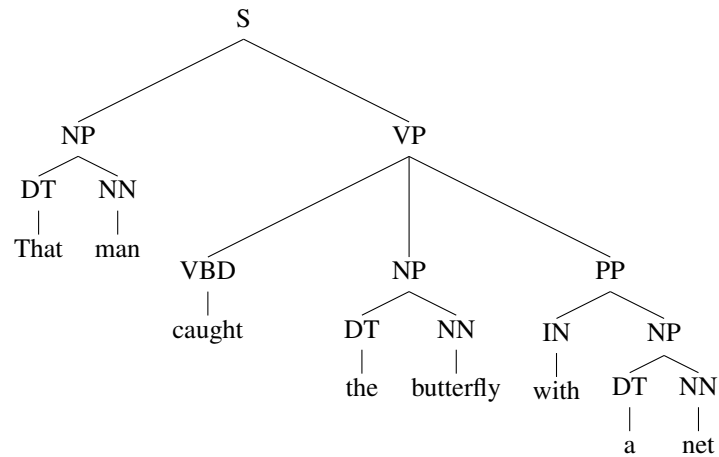 S
NP VP
DT NN
That man
VBD NP PP
caught DT NN IN NP
the butterfly with DT NN
a net